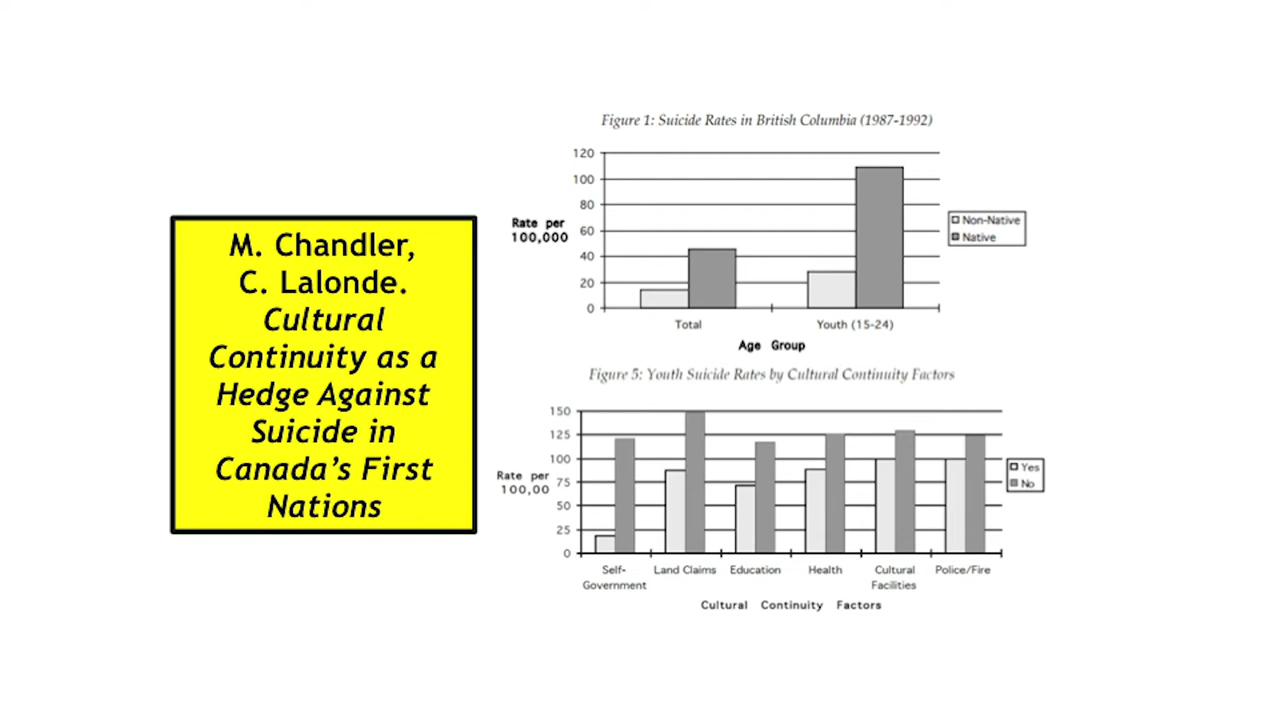 M. Chandler,
C. Lalonde.
Cultural
Continuity as a
Hedge Against
Suicide in
Canada’s First
Nations
Figure 1: Suicide Rates in British Columbia (1987-1992)
120
100
80
60
40
20
0
Rate per
100,000
Non-Native
Native
Total
Youth (15-24)
Age Group
Figure 5: Youth Suicide Rates by Cultural Continuity Factors
150
125
100
75
50
25
0
Rate per
100,00
Yes
No
Self-
Government
Land Claims
Education
Health
Cultural
Facilities
Police/Fire
Cultural Continuity Factors